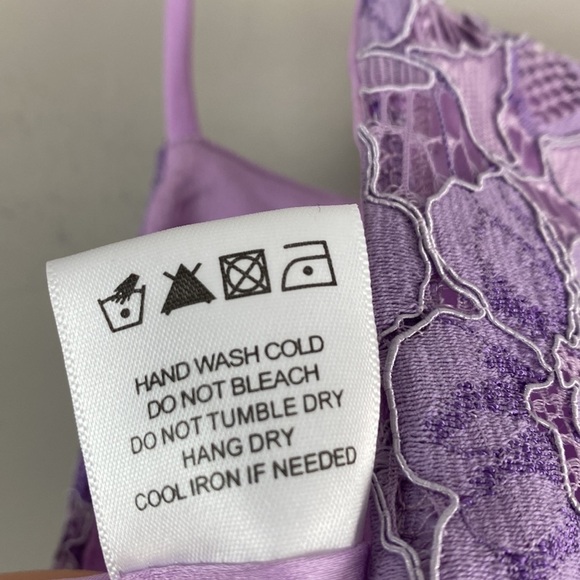 HAND WASH COLD
DO NOT BLEACH
DO NOT TUMBLE DRY
HANG DRY
COOL IRON IF NEEDED